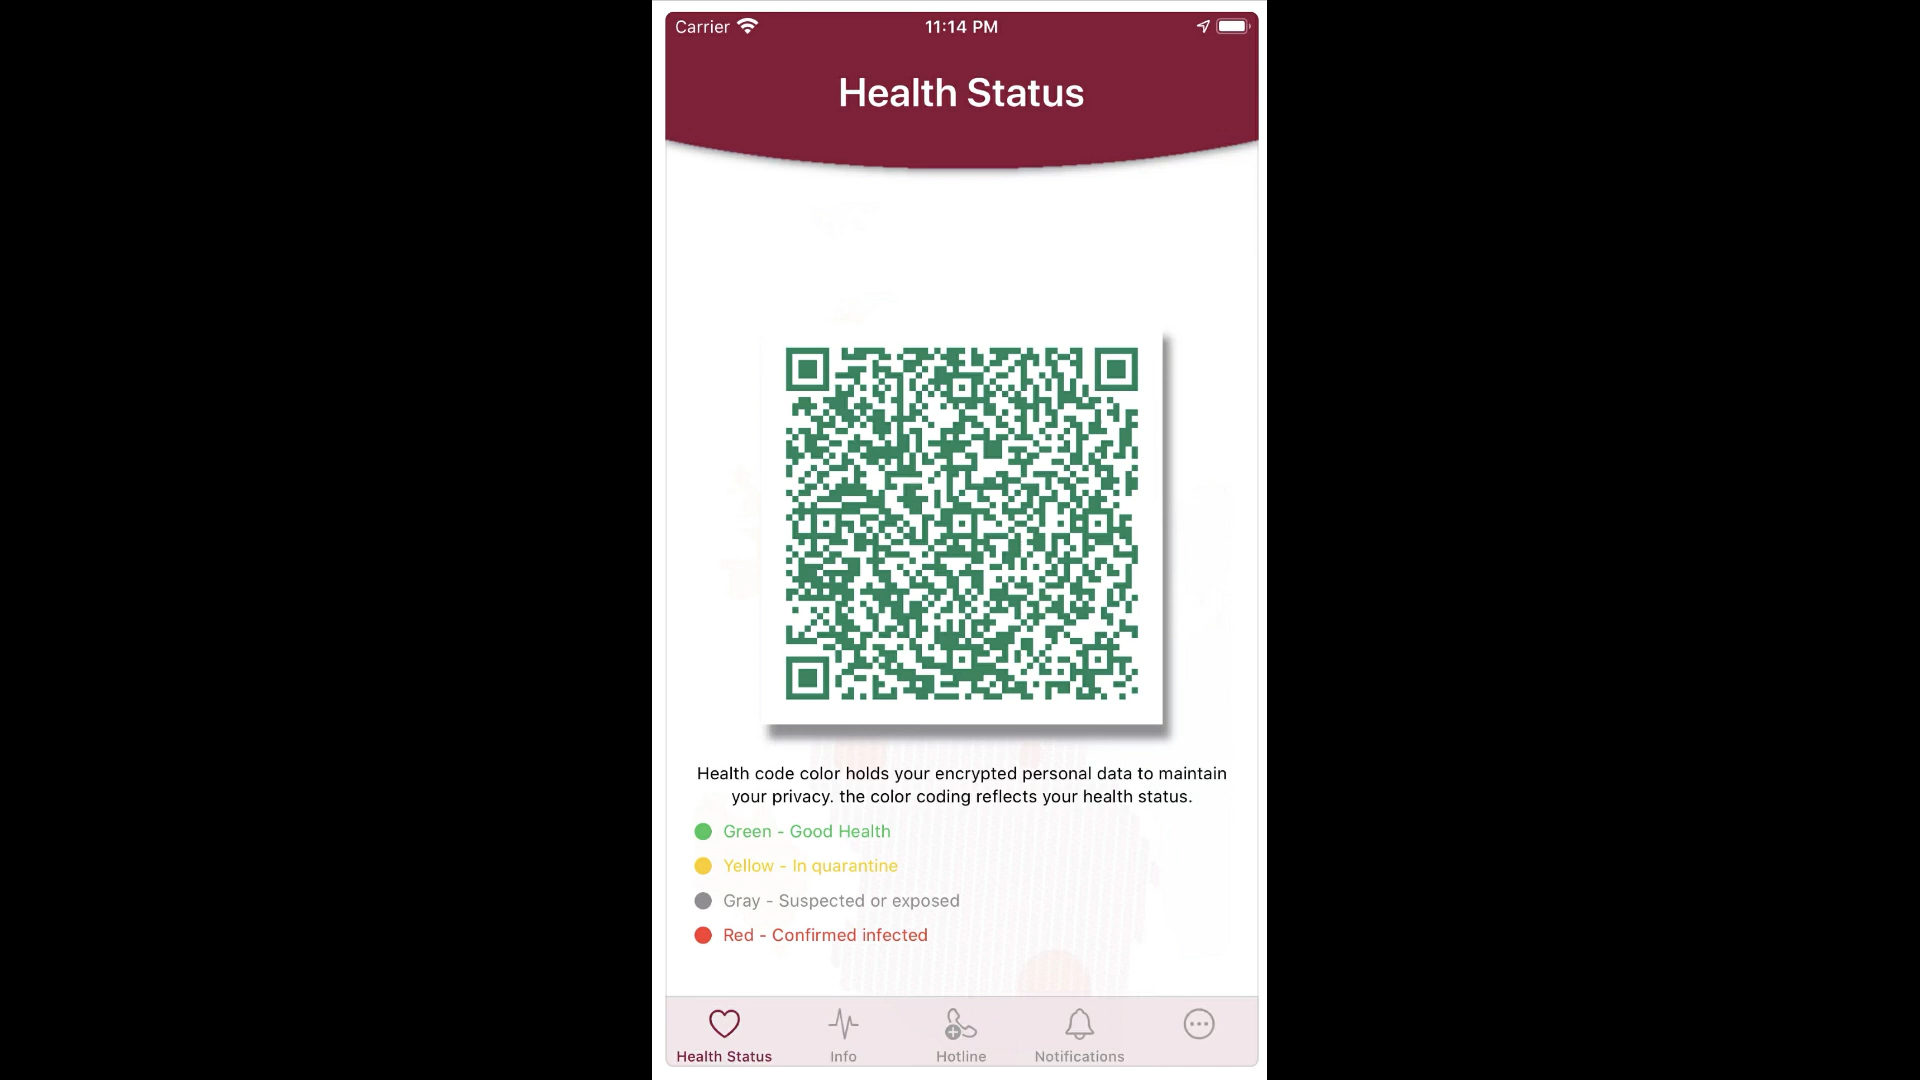 Carrier 11:14 PM
Health Status
Health code color holds your encrypted personal data to maintain
your privacy. the color coding reflects your health status.
Green - Good Health
Yellow - In quarantine
Gray - Suspected or exposed
Red - Confirmed infected
Health Status Info Hotline Notifications